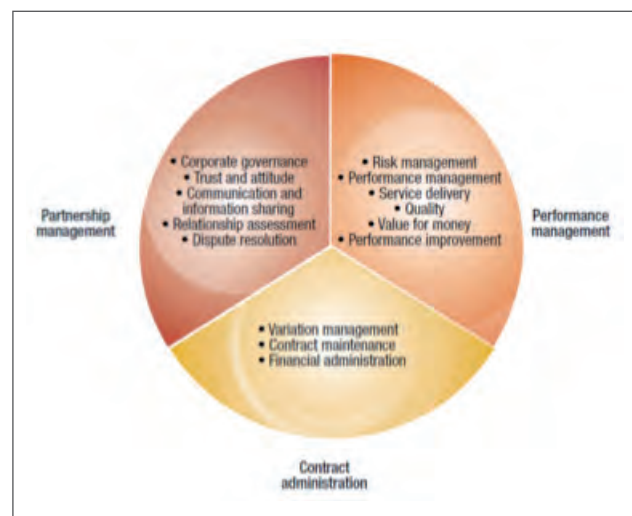 Partnership
management
• Corporate governance
• Trust and attitude
• Communication and
information sharing
• Relationship assessment
• Dispute resolution
• Risk management
• Performance management
• Service delivery
• Quality
• Value for money
• Performance improvement
Performance
management
• Variation management
• Contract maintenance
• Financial administration
Contract
administration